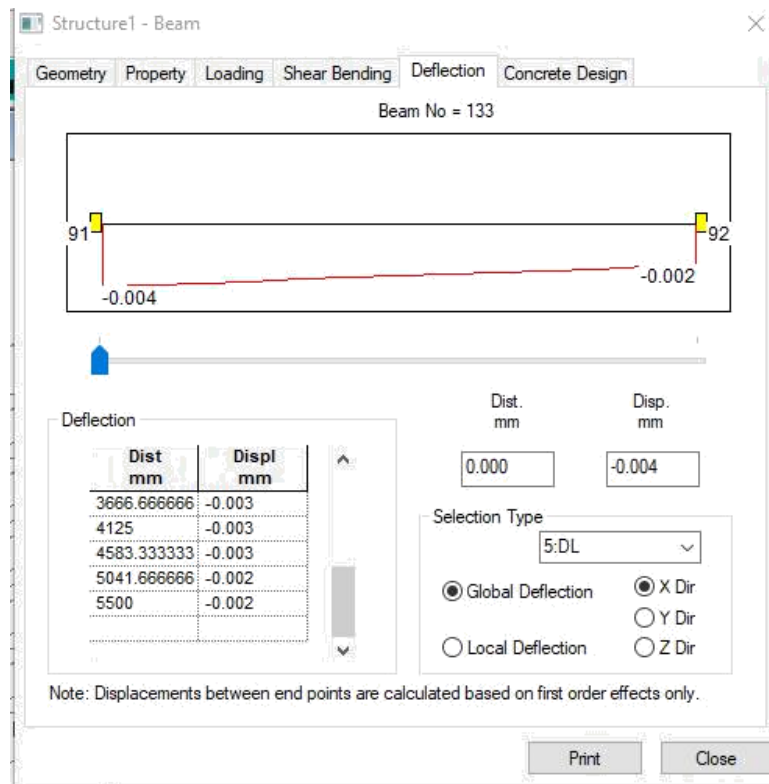 Structure1 - Beam
Geometry Property Loading Shear Bending Deflection Concrete Design
Beam No = 133
91
92
-0.004
-0.002
Dist.
mm
Disp.
mm
0.000
-0.004
Deflection
Dist
mm
Displ
mm
3666.666666 -0.003
4125 -0.003
4583.333333 -0.003
5041.666666 -0.002
5500 -0.002
Selection Type
5:DL
Global Deflection
X Dir
Y Dir
Local Deflection
Z Dir
Note: Displacements between end points are calculated based on first order effects only.
Print
Close